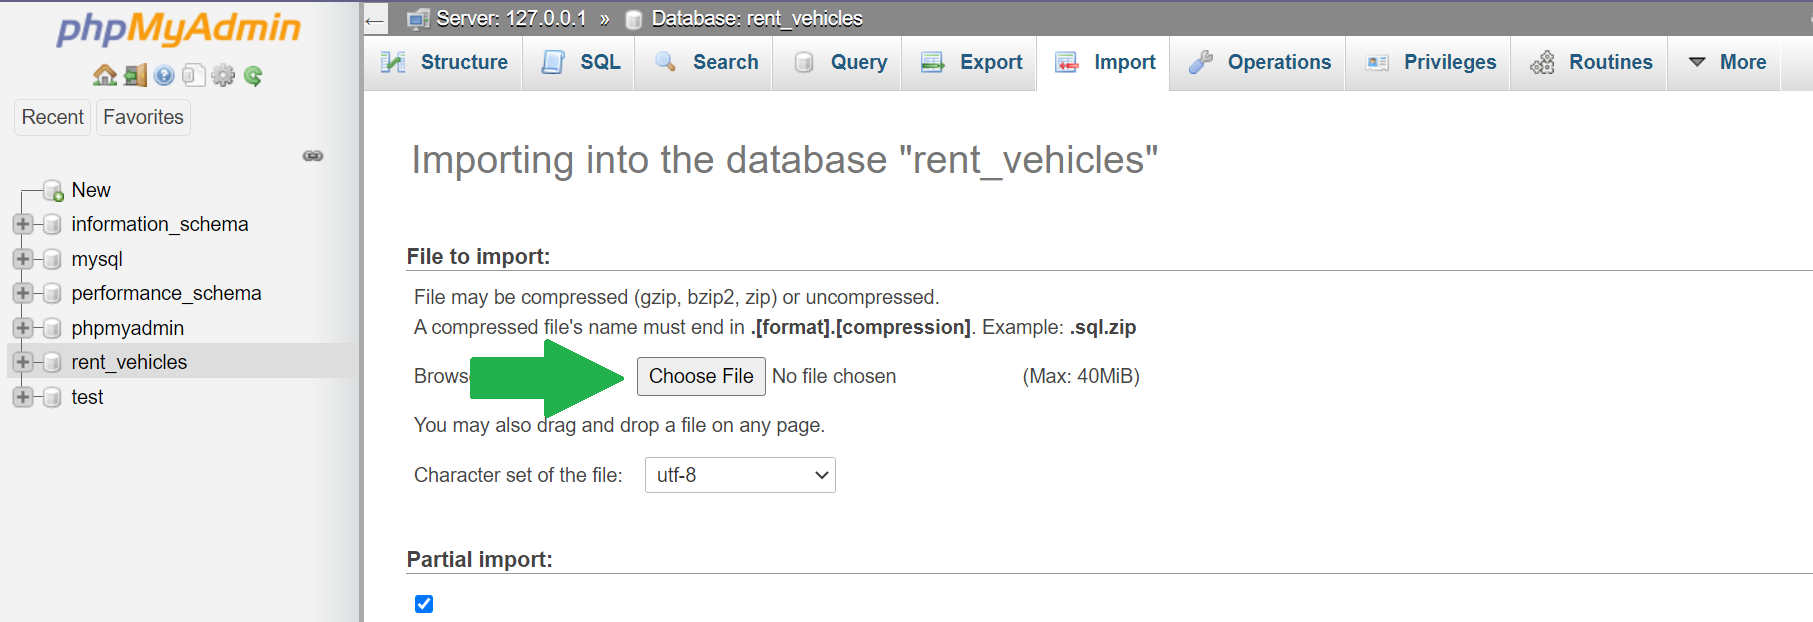 phpMyAdmin
Recent
Favorites
New
information_schema
mysql
performance_schema
phpmyadmin
rent_vehicles
test
Server: 127.0.0.1 » Database: rent_vehicles
Structure
SQL
Search
Query
Export
Import
Operations
Privileges
Routines
More
Importing into the database "rent_vehicles"
File to import:
File may be compressed (gzip, bzip2, zip) or uncompressed.
A compressed file's name must end in .[format].[compression]. Example: .sql.zip
Choose File No file chosen (Max: 40MiB)
You may also drag and drop a file on any page.
Character set of the file: utf-8
Partial import: